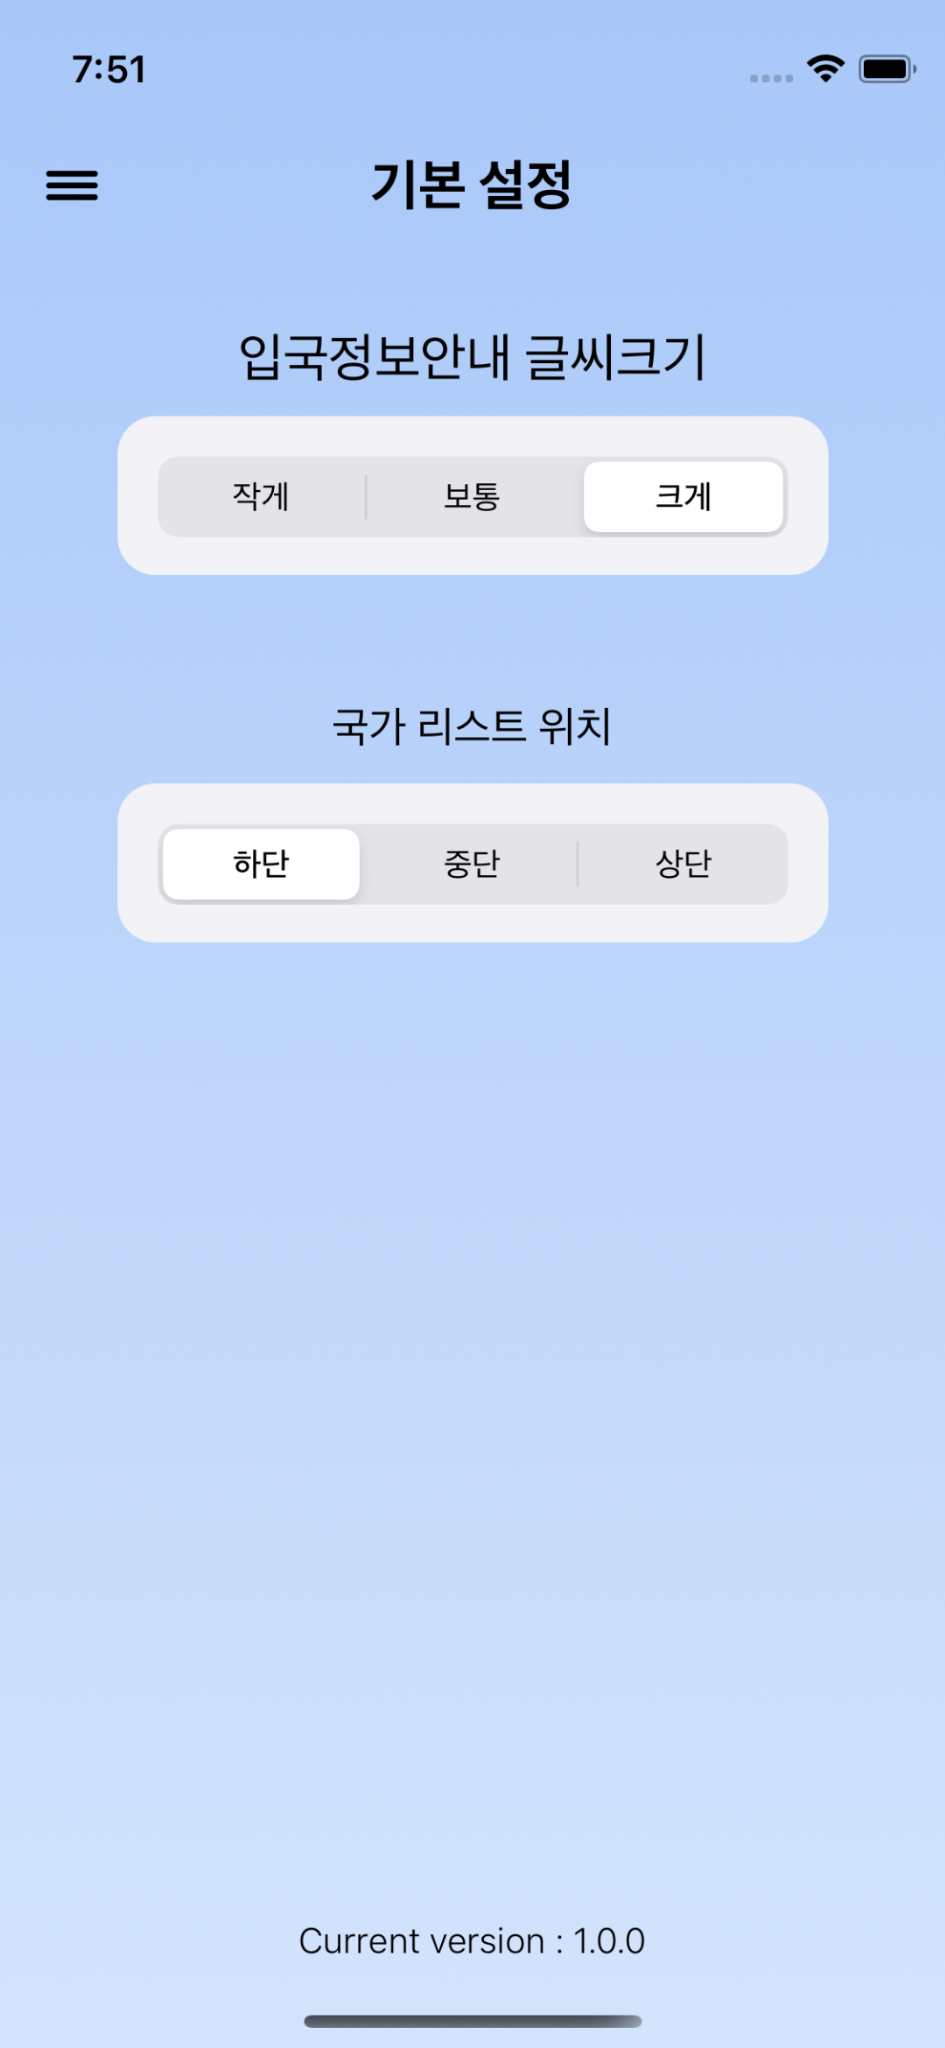 7:51
기본 설정
입국정보안내 글씨크기
작게 보통 크게
국가 리스트 위치
하단 중단 상단
Current version : 1.0.0